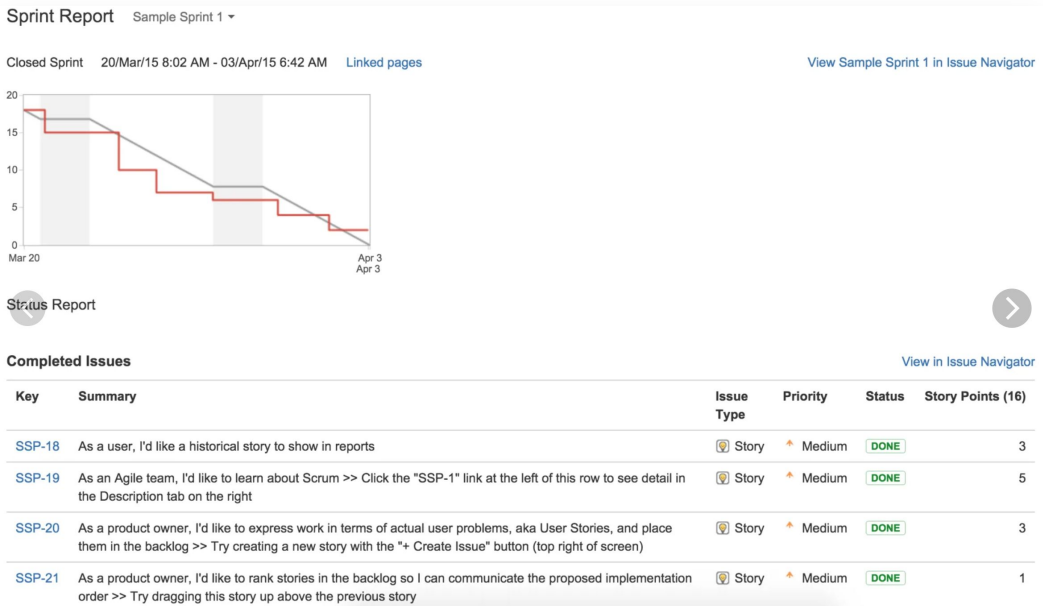 Sprint Report Sample Sprint 1
Closed Sprint 20/Mar/15 8:02 AM - 03/Apr/15 6:42 AM Linked pages View Sample Sprint 1 in Issue Navigator
20
15
10
5
0
Mar 20 Apr 3
Apr 3
Status Report
Completed Issues View in Issue Navigator
Key Summary Issue Type Priority Status Story Points (16)
SSP-18 As a user, I'd like a historical story to show in reports Story Medium DONE 3
SSP-19 As an Agile team, I'd like to learn about Scrum >> Click the "SSP-1" link at the left of this row to see detail in Story Medium DONE 5
the Description tab on the right
SSP-20 As a product owner, I'd like to express work in terms of actual user problems, aka User Stories, and place Story Medium DONE 3
them in the backlog >> Try creating a new story with the "+ Create Issue" button (top right of screen)
SSP-21 As a product owner, I'd like to rank stories in the backlog so I can communicate the proposed implementation Story Medium DONE 1
order >> Try dragging this story up above the previous story